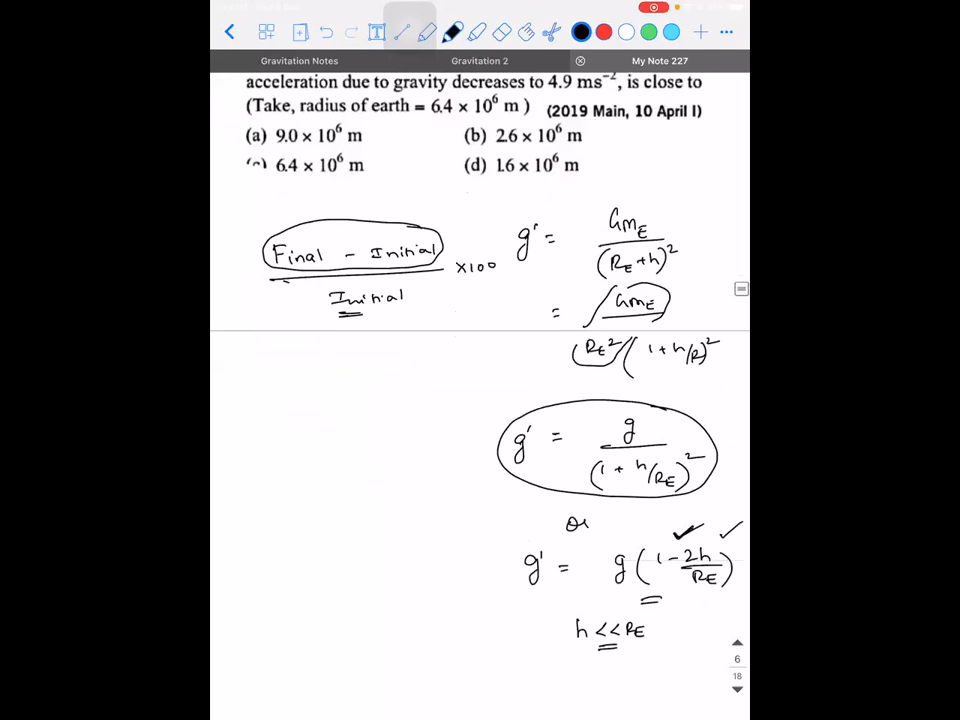 Gravitation Notes
Gravitation 2
My Note 227
acceleration due to gravity decreases to 4.9 ms⁻², is close to
(Take, radius of earth = 6.4 × 10⁶ m ) (2019 Main, 10 April I)
(a) 9.0 × 10⁶ m
(b) 2.6 × 10⁶ m
6.4 × 10⁶ m
(d) 1.6 × 10⁶ m
Final - Initial
Initial
×100
g' = GmE / (RE + h)²
= GmE / RE² (1 + h/R)²
g' = g / (1 + h/RE)²
or
g' = g (1 - 2h/RE)
h << RE
6
18